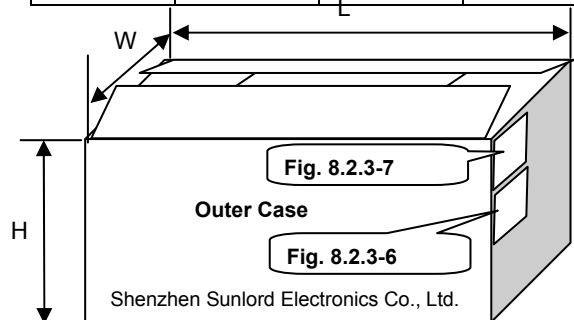 L
W
Fig. 8.2.3-7
Outer Case
H
Fig. 8.2.3-6
Shenzhen Sunlord Electronics Co., Ltd.